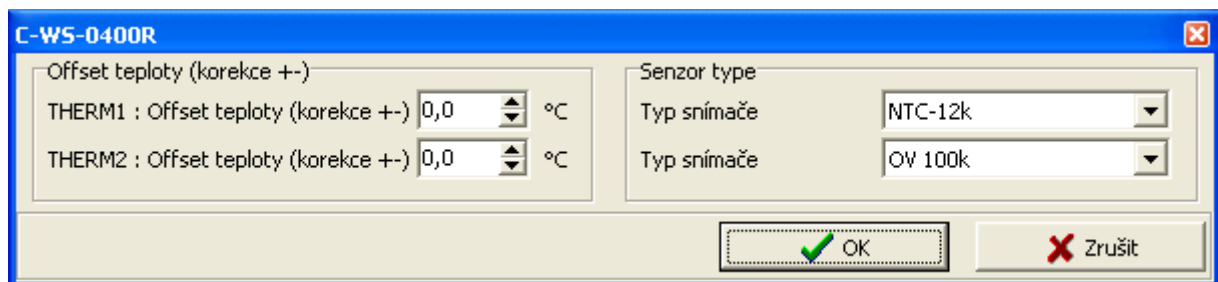 C-WS-0400R
Offset teploty (korekce +-)
THERM1 : Offset teploty (korekce +-) 0,0 °C
THERM2 : Offset teploty (korekce +-) 0,0 °C
Senzor type
Typ snímače NTC-12k
Typ snímače OV 100k
OK
Zrušit